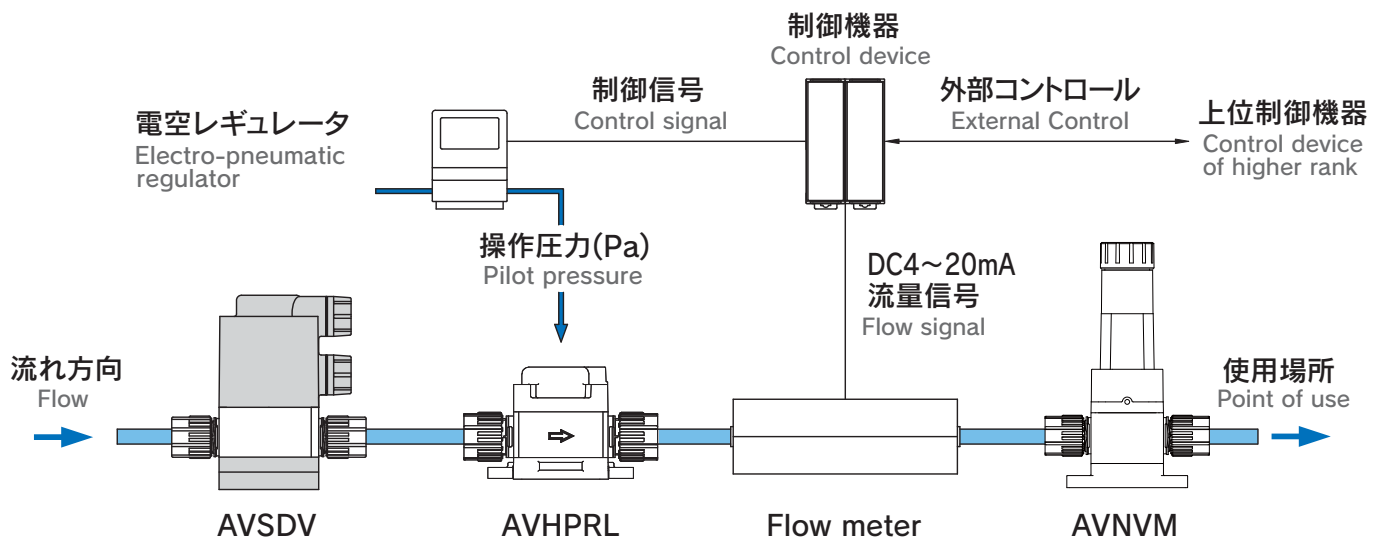 制御機器
Control device
制御信号
Control signal
外部コントロール
External Control
電空レギュレータ
Electro-pneumatic
regulator
上位制御機器
Control device
of higher rank
操作圧力(Pa)
Pilot pressure
DC4～20mA
流量信号
Flow signal
流れ方向
Flow
使用場所
Point of use
AVSDV
AVHPRL
Flow meter
AVNVM